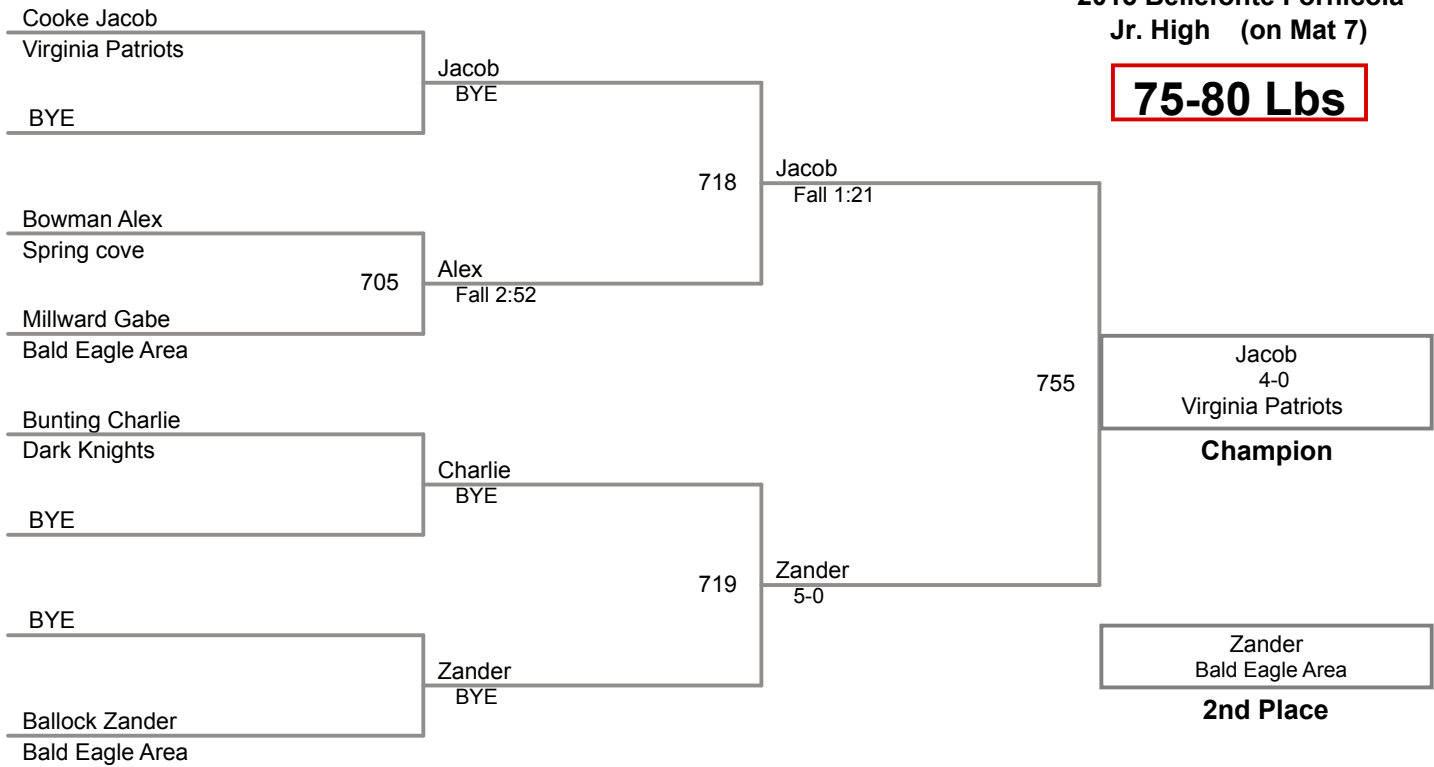 Bellefonte Fornicola
Jr. High (on Mat 7)
75-80 Lbs
Cooke Jacob
Virginia Patriots
BYE
Jacob
BYE
Bowman Alex
Spring cove
705
Millward Gabe
Bald Eagle Area
Alex
Fall 2:52
718
Jacob
Fall 1:21
Bunting Charlie
Dark Knights
BYE
Charlie
BYE
BYE
Ballock Zander
Bald Eagle Area
Zander
BYE
719
Zander
5-0
755
Jacob
4-0
Virginia Patriots
Champion
Zander
Bald Eagle Area
2nd Place